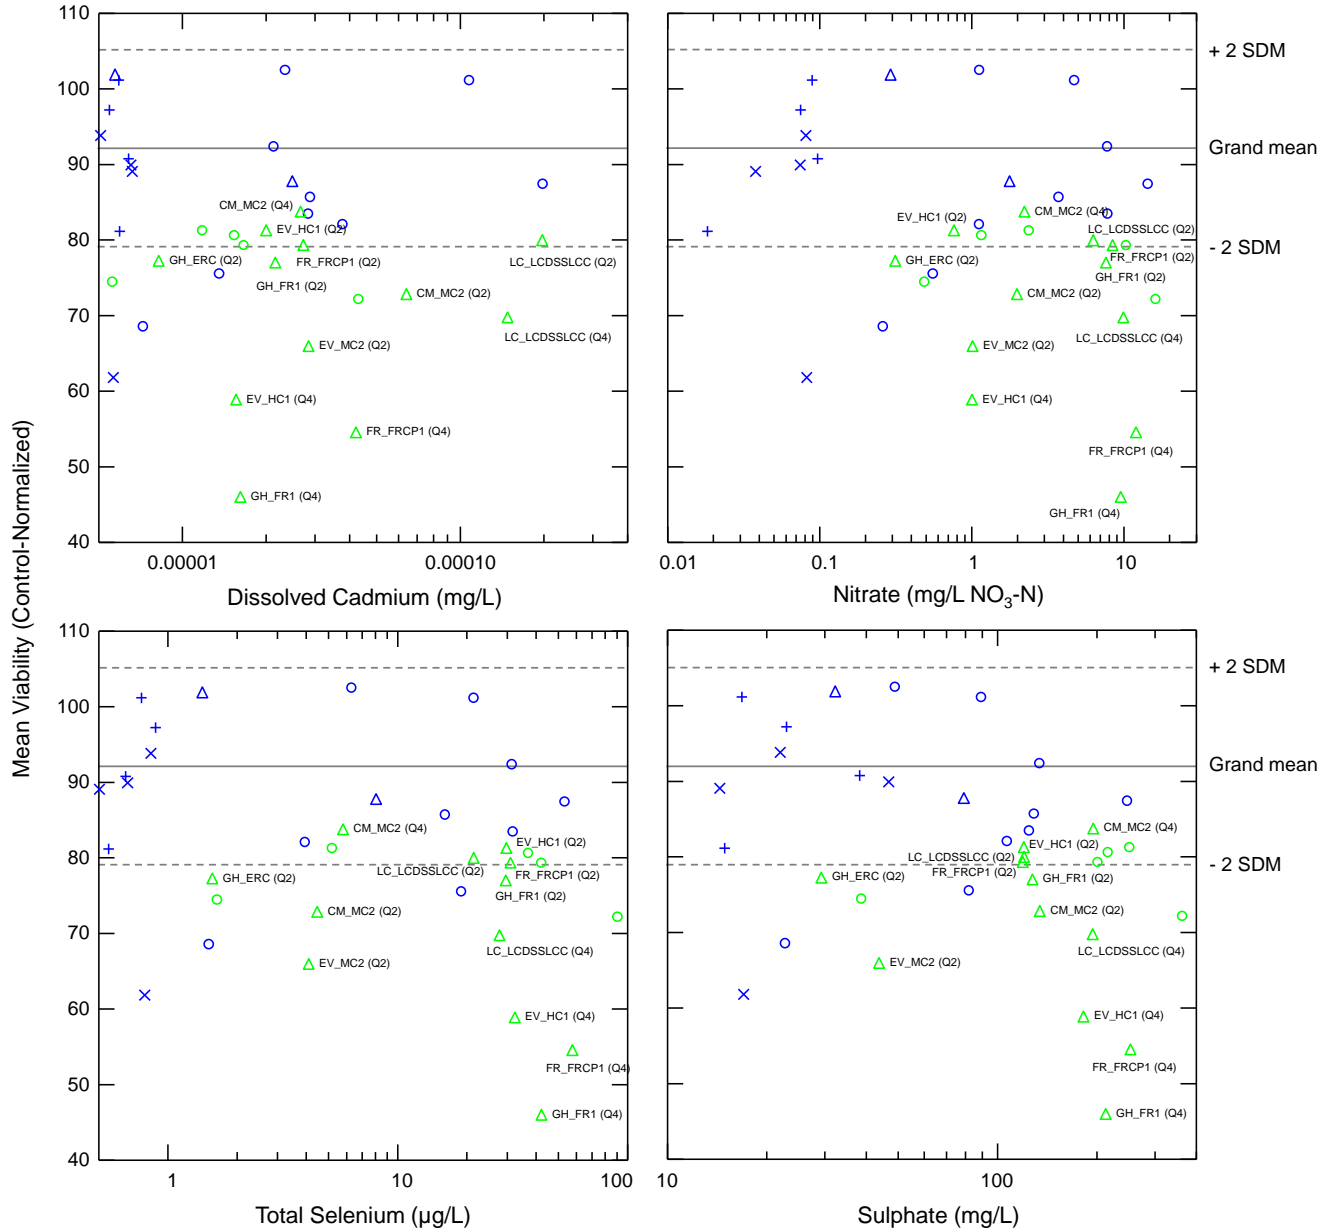 110
100
90
80
70
60
50
40
+ 2 SDM
Grand mean
- 2 SDM
CM_MC2 (Q4)
EV_HC1 (Q2)
GH_ERC (Q2)
FR_FRCP1 (Q2)
LC_LCDSSLCC (Q2)
GH_FR1 (Q2)
CM_MC2 (Q2)
LC_LCDSSLCC (Q4)
EV_MC2 (Q2)
EV_HC1 (Q4)
FR_FRCP1 (Q4)
GH_FR1 (Q4)
0.00001
0.00010
Dissolved Cadmium (mg/L)
CM_MC2 (Q4)
EV_HC1 (Q2)
LC_LCDSSLCC (Q2)
GH_ERC (Q2)
FR_FRCP1 (Q2)
GH_FR1 (Q2)
CM_MC2 (Q2)
LC_LCDSSLCC (Q4)
EV_MC2 (Q2)
EV_HC1 (Q4)
FR_FRCP1 (Q4)
GH_FR1 (Q4)
0.01
0.1
1
10
Nitrate (mg/L NO₃-N)
Mean Viability (Control-Normalized)
110
100
90
80
70
60
50
40
+ 2 SDM
Grand mean
- 2 SDM
CM_MC2 (Q4)
EV_HC1 (Q2)
LC_LCDSSLCC (Q2)
FR_FRCP1 (Q2)
GH_ERC (Q2)
GH_FR1 (Q2)
CM_MC2 (Q2)
LC_LCDSSLCC (Q4)
EV_MC2 (Q2)
EV_HC1 (Q4)
FR_FRCP1 (Q4)
GH_FR1 (Q4)
1
10
100
Total Selenium (µg/L)
CM_MC2 (Q4)
EV_HC1 (Q2)
LC_LCDSSLCC (Q2)
FR_FRCP1 (Q2)
GH_ERC (Q2)
GH_FR1 (Q2)
CM_MC2 (Q2)
LC_LCDSSLCC (Q4)
EV_MC2 (Q2)
EV_HC1 (Q4)
FR_FRCP1 (Q4)
GH_FR1 (Q4)
10
100
Sulphate (mg/L)